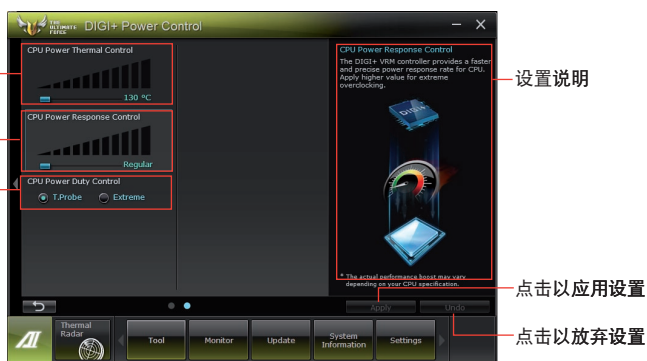 THE ULTIMATE FORCE DIGI+ Power Control
CPU Power Thermal Control
130 °C
CPU Power Response Control
Regular
CPU Power Duty Control
T.Probe Extreme
CPU Power Response Control
The DIGI+ VRM controller provides a faster
and precise power response rate for CPU.
Apply higher value for extreme
overclocking.
DIGI+
* The actual performance boost may vary
depending on your CPU specification.
设置说明
Apply Undo
点击以应用设置
点击以放弃设置
Thermal
Radar
Tool
Monitor
Update
System
Information
Settings